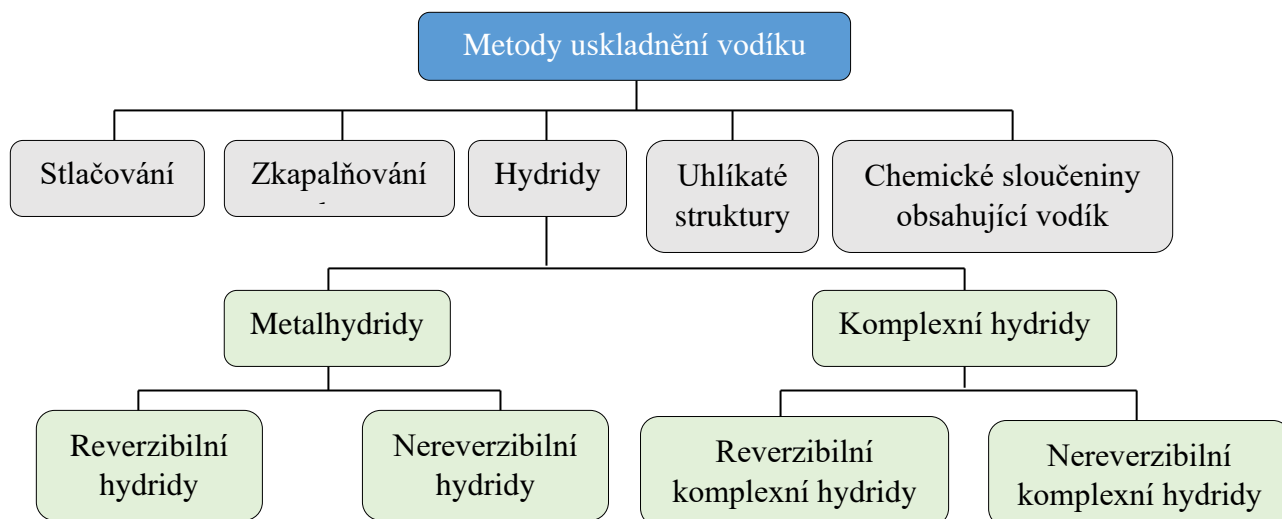 Metody uskladnění vodíku
Stlačování
Zkapalňování
Hydridy
Uhlíkaté
struktury
Chemické sloučeniny
obsahující vodík
Metalhydridy
Komplexní hydridy
Reverzibilní
hydridy
Nereverzibilní
hydridy
Reverzibilní
komplexní hydridy
Nereverzibilní
komplexní hydridy